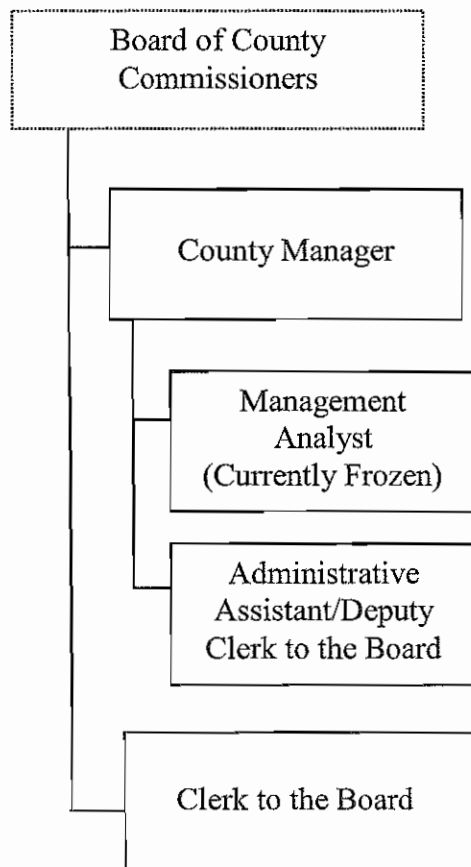 Board of County
Commissioners
County Manager
Management
Analyst
(Currently Frozen)
Administrative
Assistant/Deputy
Clerk to the Board
Clerk to the Board